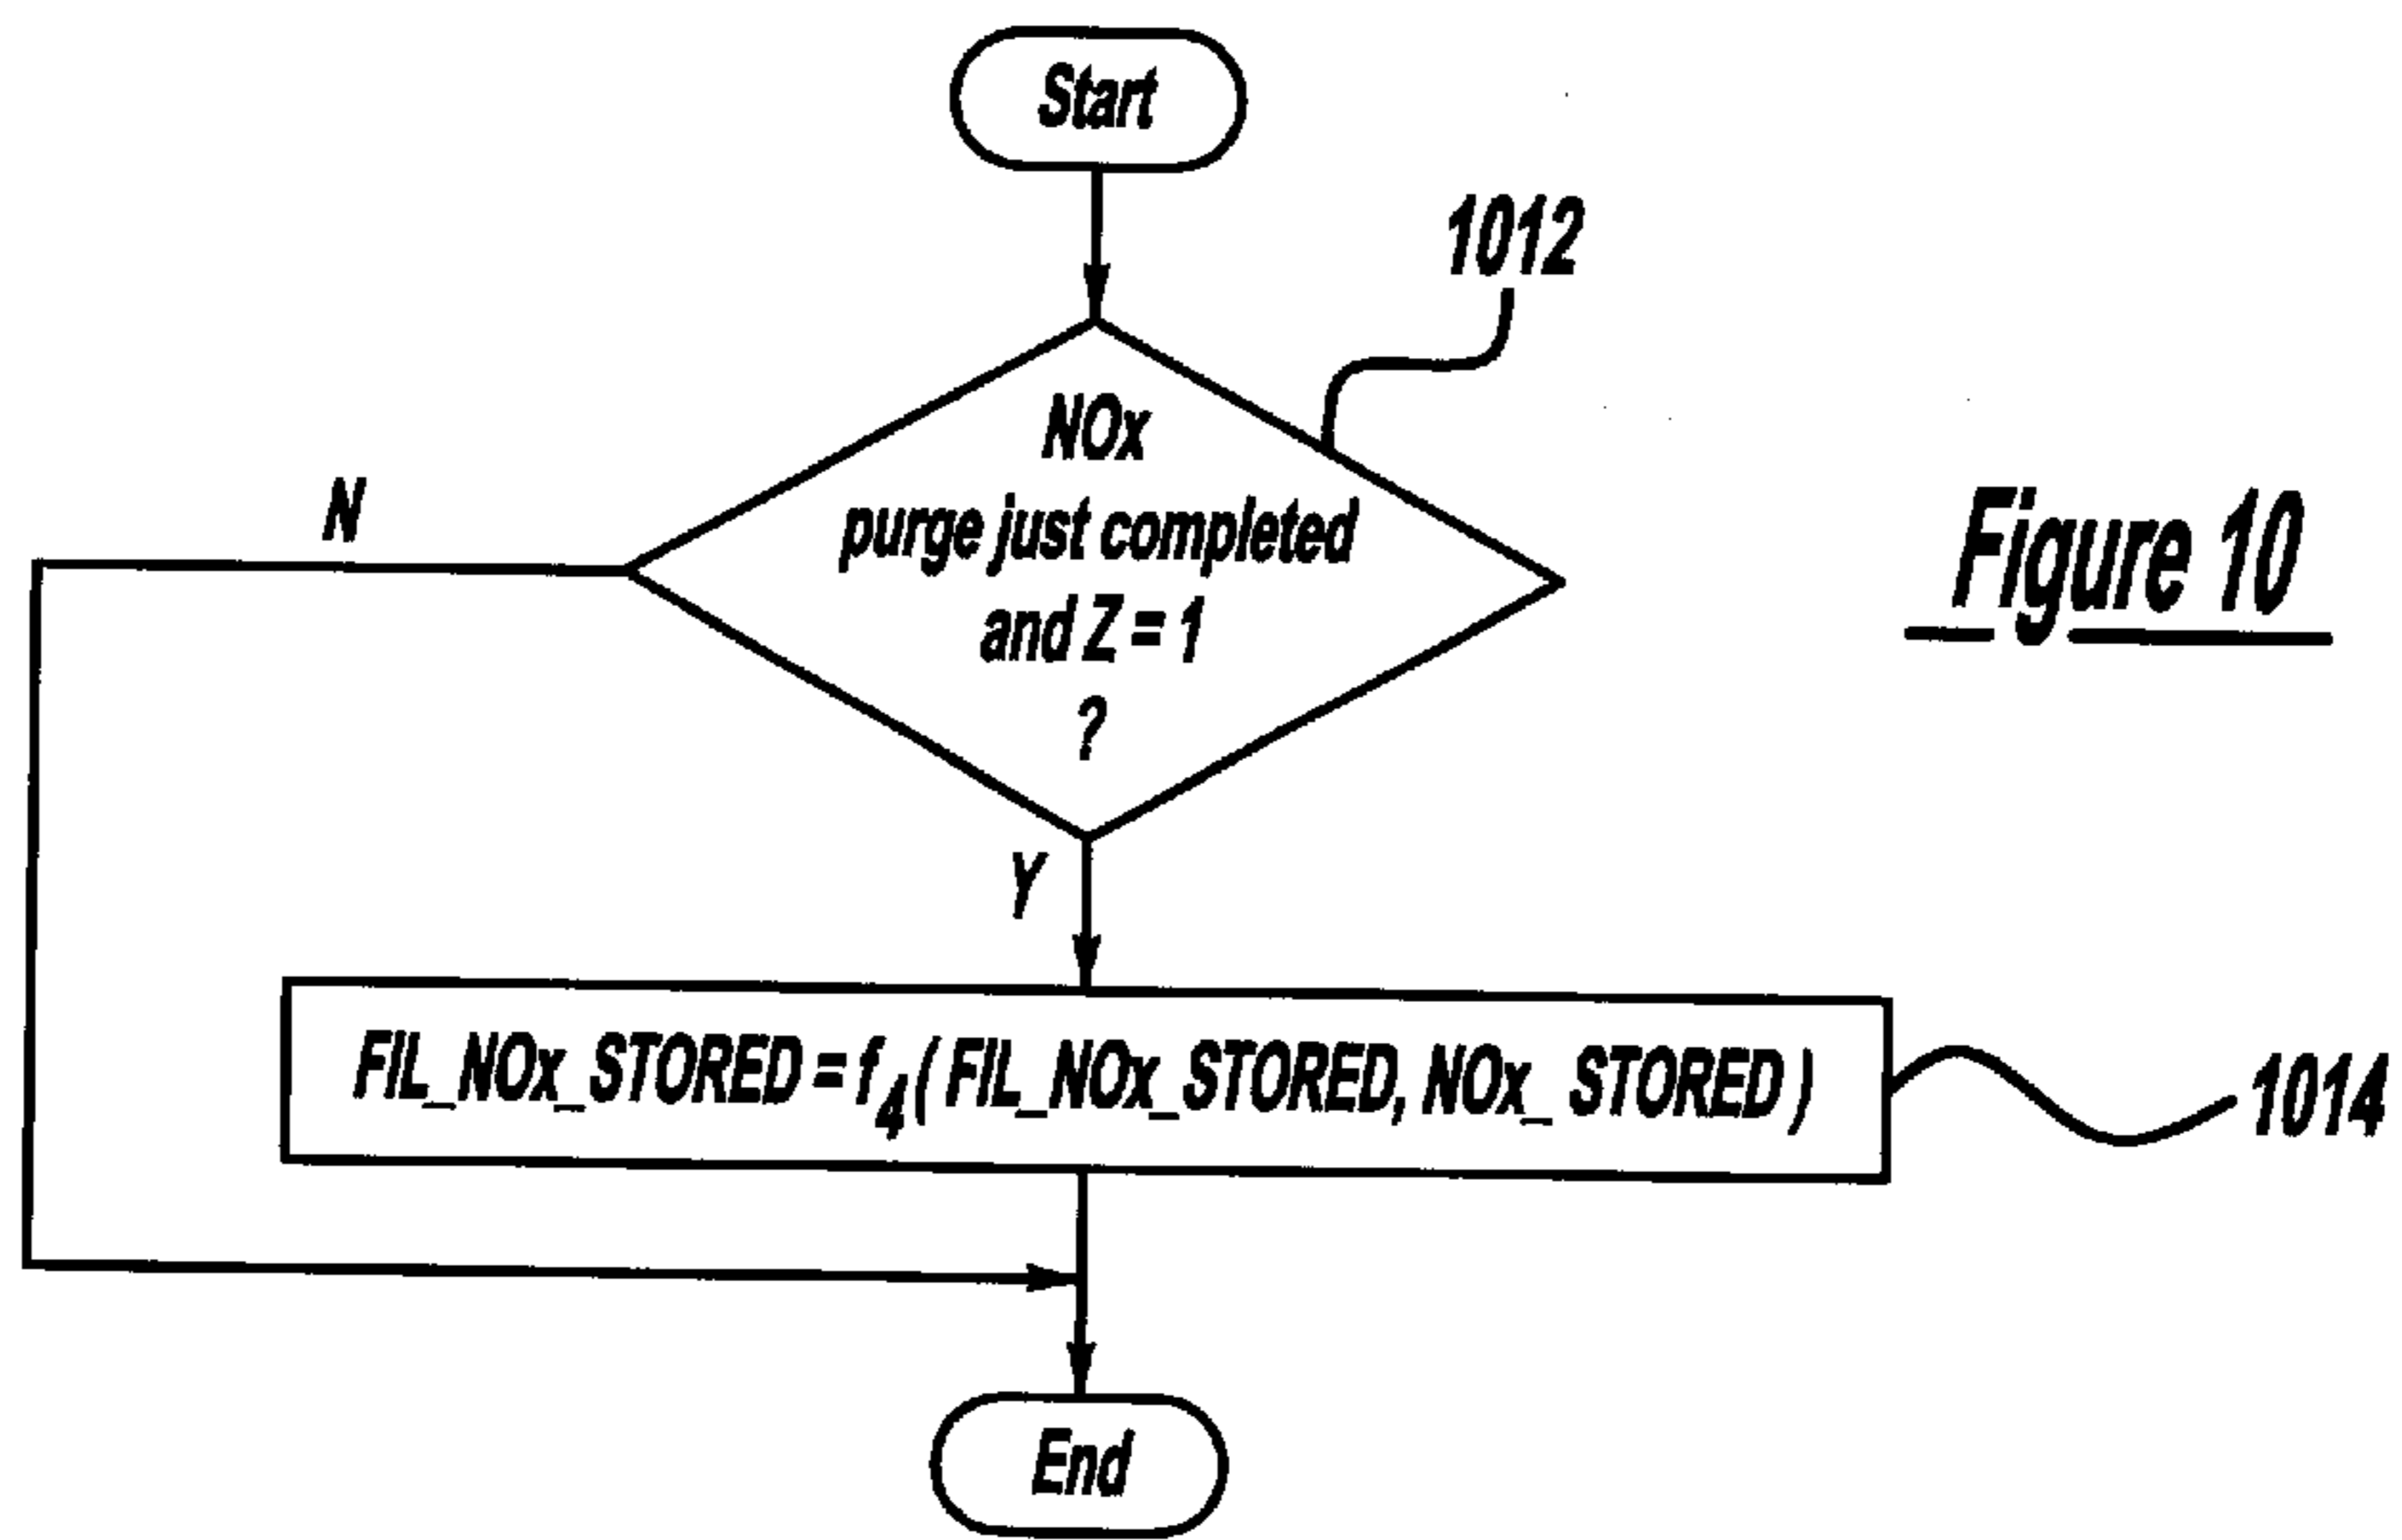 Start
1012
NOx
purge just completed
and Z = 1
?
N
Figure 10
Y
FIL_NOx_STORED = f4 ( FIL_NOx_STORED, NOx_ STORED )
1014
End